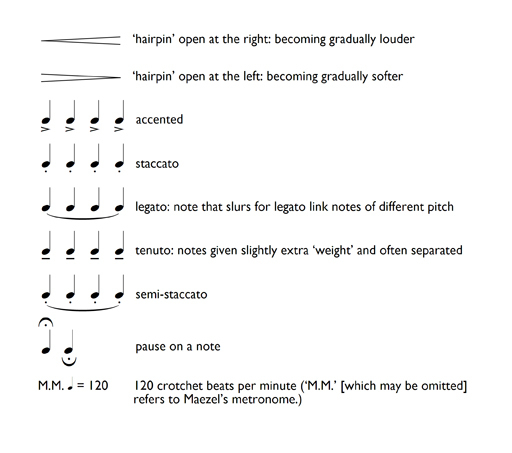 ‘hairpin’ open at the right: becoming gradually louder
‘hairpin’ open at the left: becoming gradually softer
accented
staccato
legato: note that slurs for legato link notes of different pitch
tenuto: notes given slightly extra ‘weight’ and often separated
semi-staccato
pause on a note
M.M. ♩ = 120 120 crotchet beats per minute (‘M.M.’ [which may be omitted]
refers to Maezel’s metronome.)